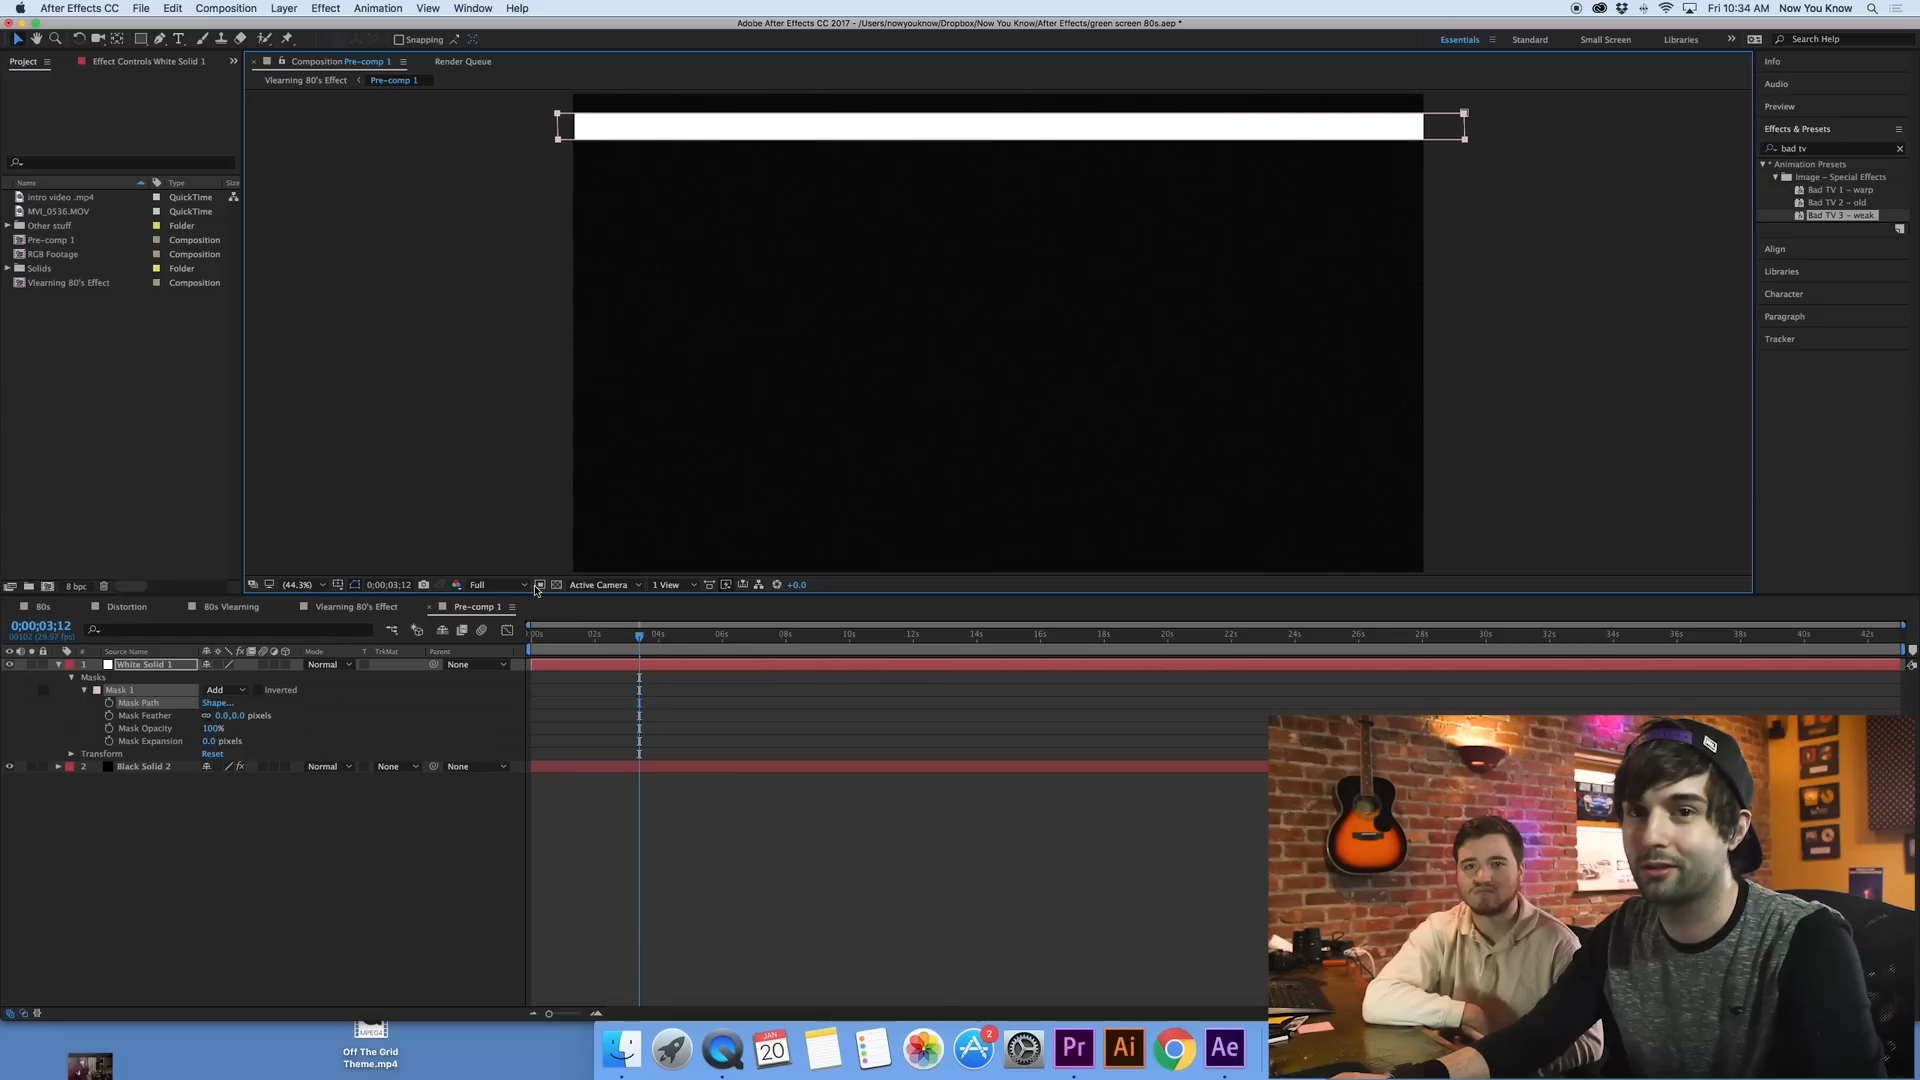 After Effects CC File Edit Composition Layer Effect Animation View Window Help Fri 10:34 AM Now You Know
Adobe After Effects CC 2017 - /Users/nowyouknow/Dropbox/Now You Know/After Effects/green screen 80s.aep *
Snapping Essentials Standard Small Screen Libraries Search Help
Project Effect Controls White Solid 1 Composition Pre-comp 1 Render Queue Info
Vlearning 80's Effect Pre-comp 1 Audio
Preview
Effects & Presets
bad tv
* Animation Presets
Image – Special Effects
Name Type Size
Bad TV 1 – warp
intro video .mp4 QuickTime
Bad TV 2 – old
MVI_0536.MOV QuickTime
Bad TV 3 – weak
Other stuff Folder
Pre-comp 1 Composition
Align
RGB Footage Composition
Solids Folder
Libraries
Vlearning 80's Effect Composition
Character
Paragraph
Tracker
8 bpc (44.3%) 0;00;03;12 Full Active Camera 1 View +0.0
80s Distortion 80s Vlearning Vlearning 80's Effect Pre-comp 1
0;00;03;12
00102 (29.97 fps)
:00s 02s 04s 06s 08s 10s 12s 14s 16s 18s 20s 22s 24s 26s 28s 30s 32s 34s 36s 38s 40s 42s
# Source Name Mode T TrkMat Parent
1 White Solid 1 Normal None
Masks
Mask 1 Add Inverted
Mask Path Shape...
Mask Feather 0.0,0.0 pixels
Mask Opacity 100%
Mask Expansion 0.0 pixels
Transform Reset
2 Black Solid 2 Normal None None
MPEG4
Off The Grid
Theme.mp4
JAN
20
2
Pr Ai Ae